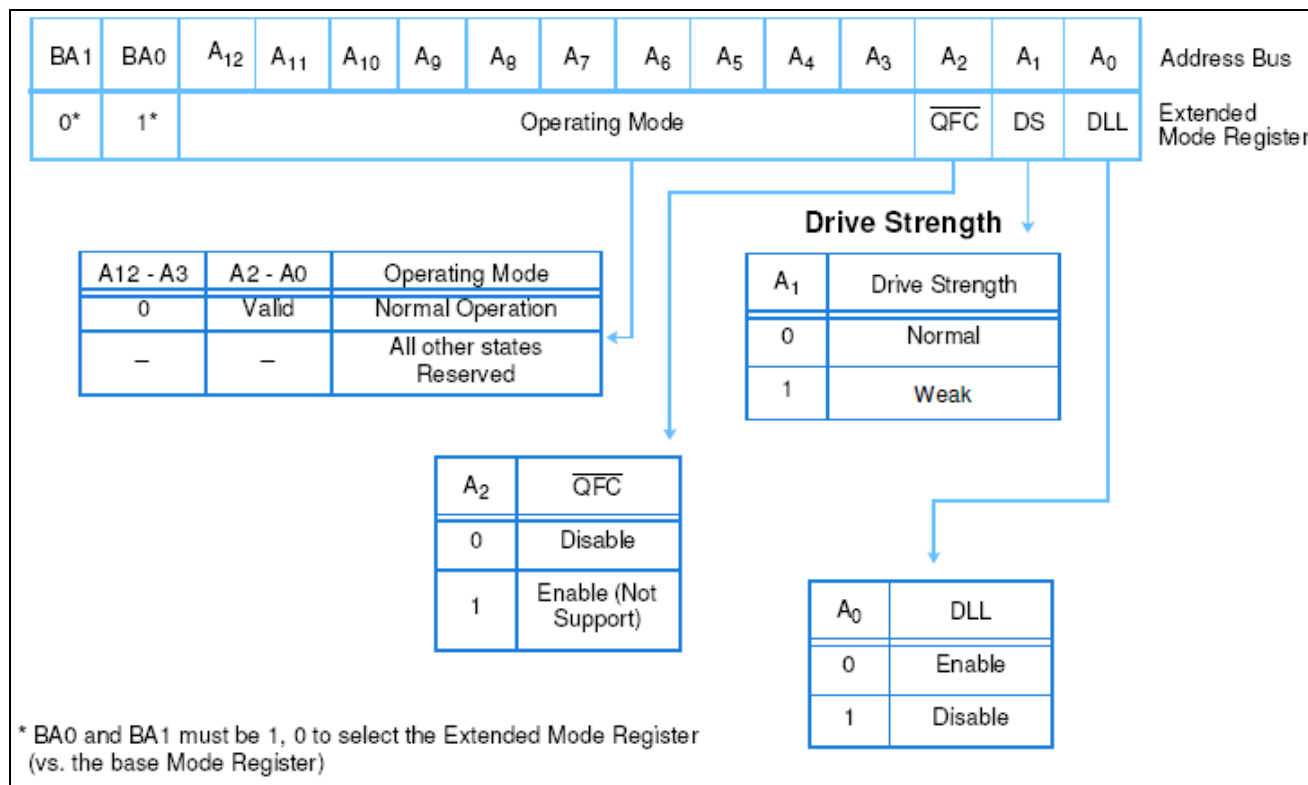 BA1 BA0 A12 A11 A10 A9 A8 A7 A6 A5 A4 A3 A2 A1 A0 Address Bus
0* 1* Operating Mode QFC DS DLL Extended
Mode Register
Drive Strength
A12 - A3 A2 - A0 Operating Mode
0 Valid Normal Operation
– – All other states
Reserved
A1 Drive Strength
0 Normal
1 Weak
A2 QFC
0 Disable
1 Enable (Not
Support)
A0 DLL
0 Enable
1 Disable
* BA0 and BA1 must be 1, 0 to select the Extended Mode Register
(vs. the base Mode Register)